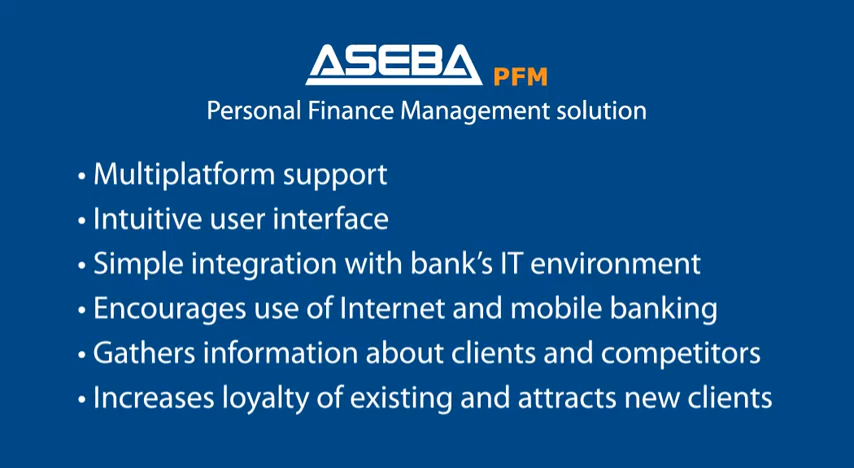 ASEBA PFM
Personal Finance Management solution
• Multiplatform support
• Intuitive user interface
• Simple integration with bank’s IT environment
• Encourages use of Internet and mobile banking
• Gathers information about clients and competitors
• Increases loyalty of existing and attracts new clients